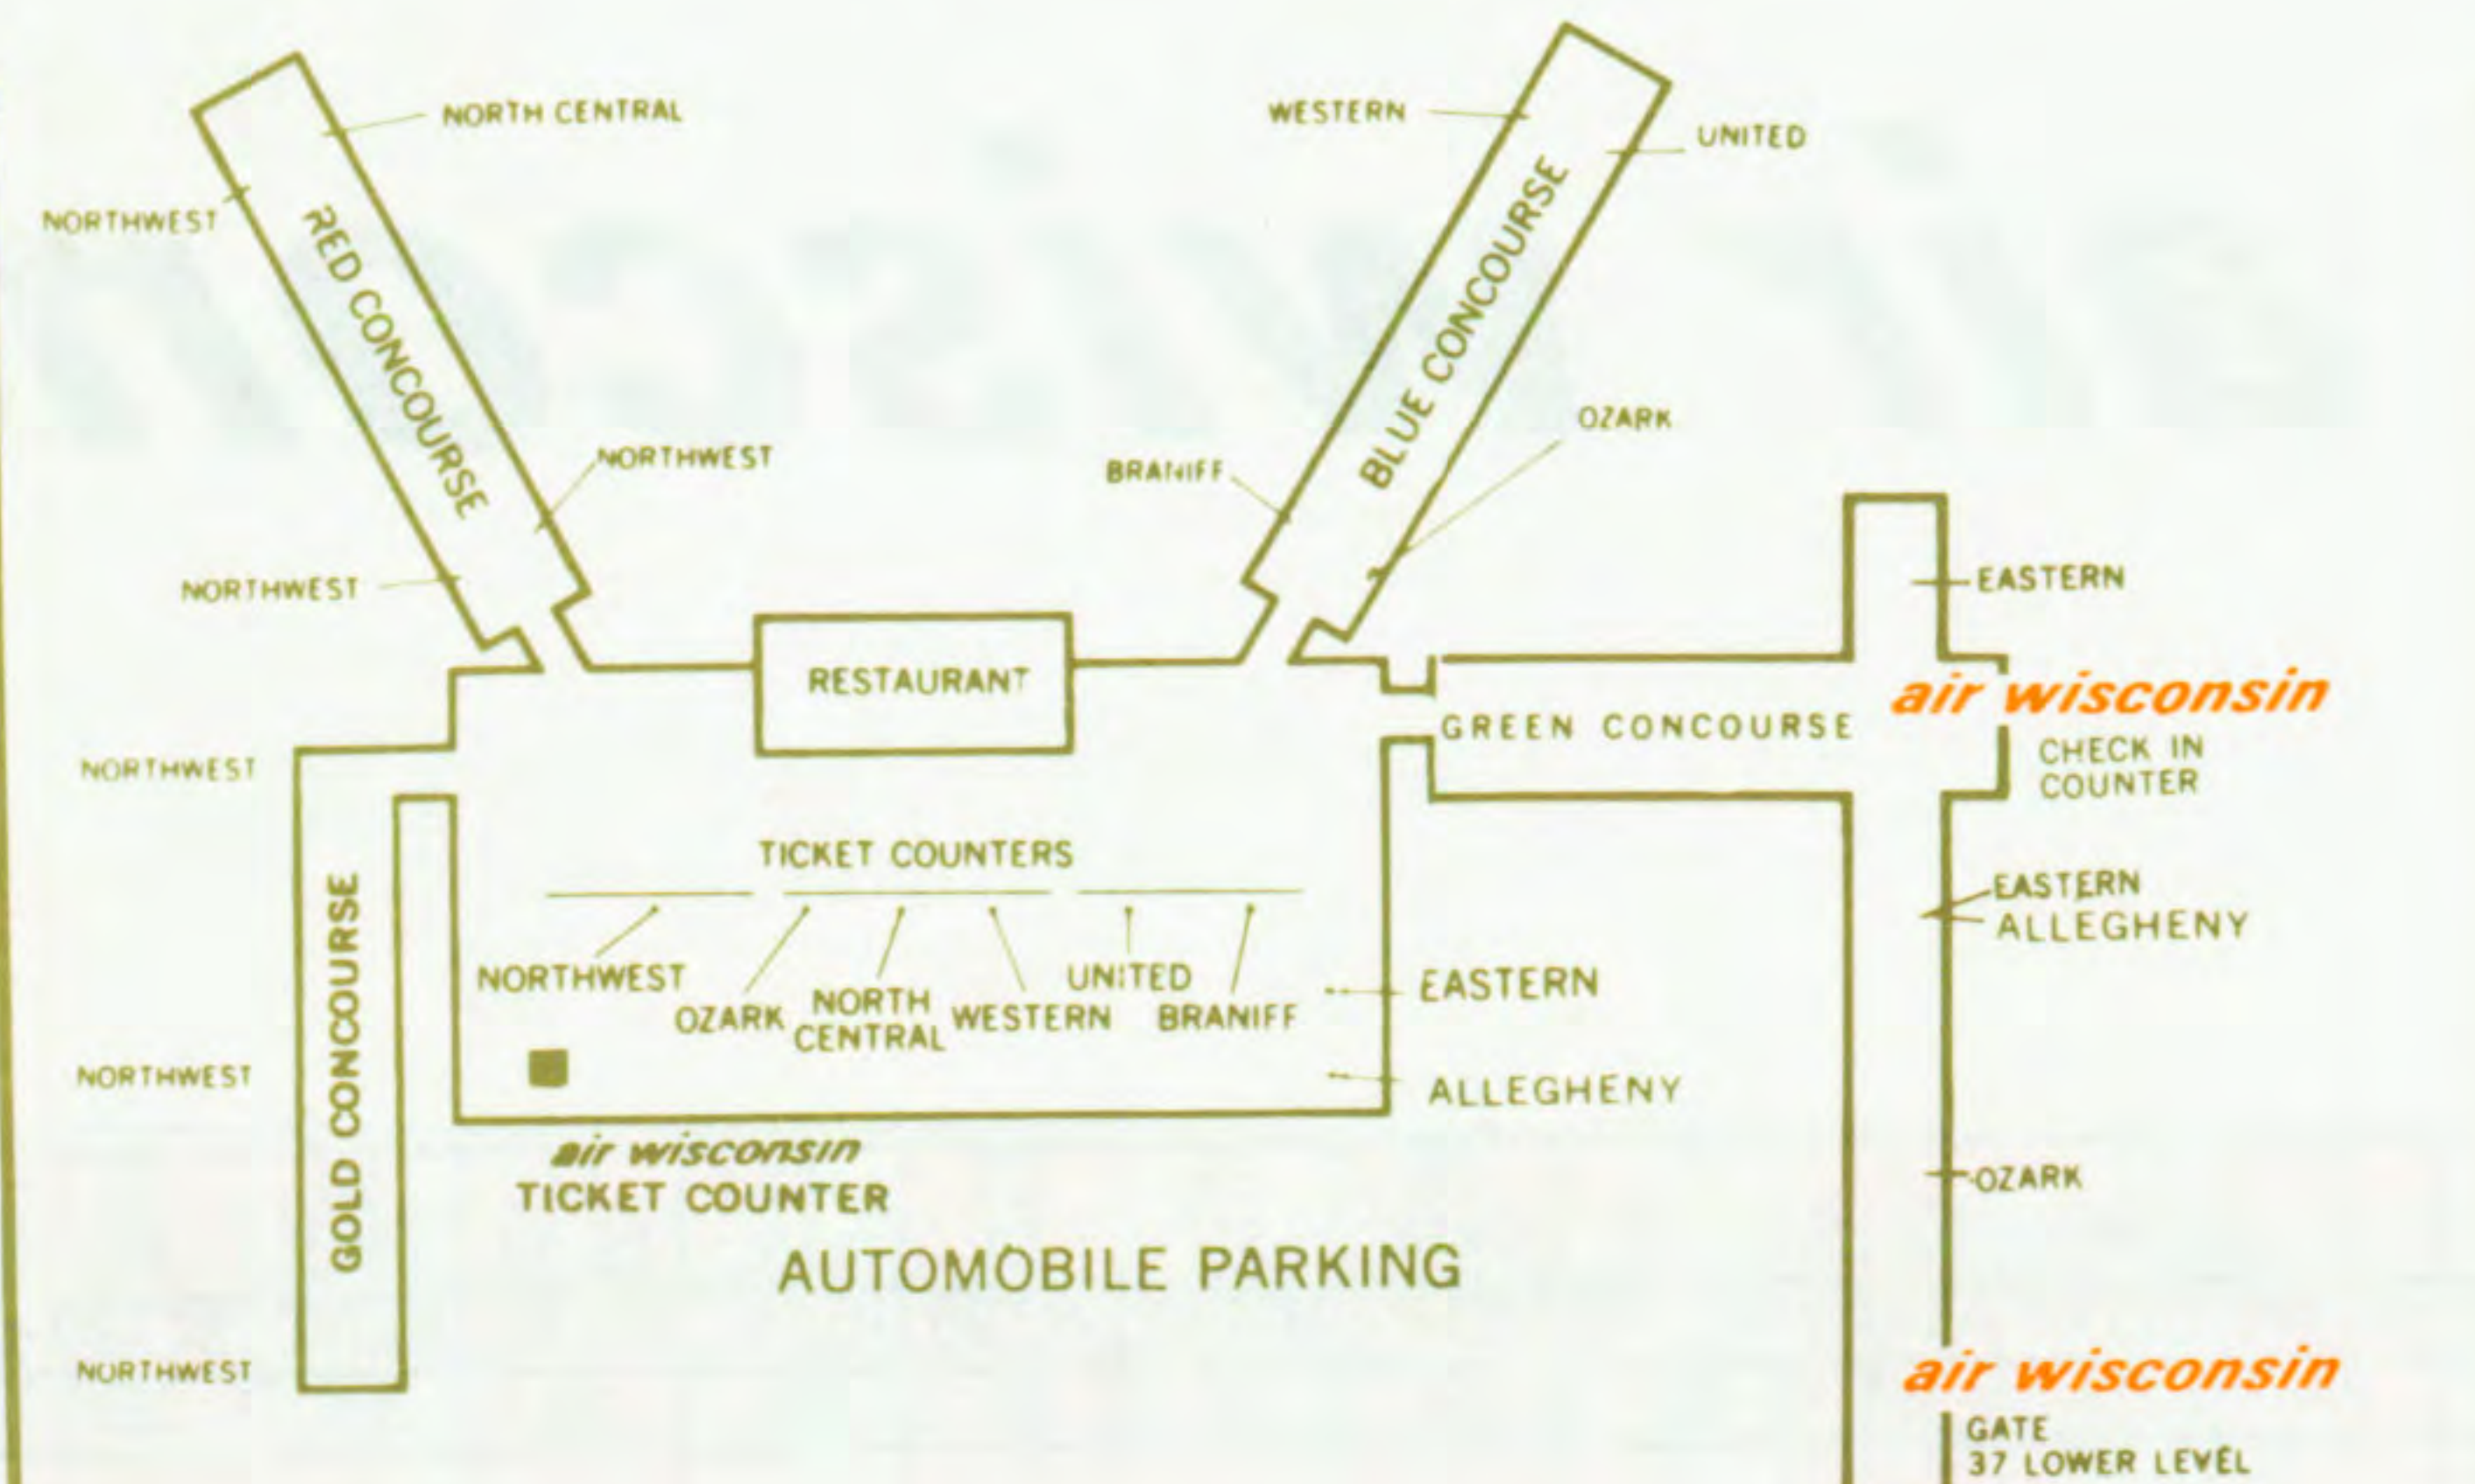 NORTH CENTRAL
WESTERN
UNITED
NORTHWEST
RED CONCOURSE
BLUE CONCOURSE
OZARK
NORTHWEST
BRANIFF
NORTHWEST
EASTERN
RESTAURANT
air wisconsin
GREEN CONCOURSE
CHECK IN
COUNTER
NORTHWEST
TICKET COUNTERS
EASTERN
ALLEGHENY
GOLD CONCOURSE
NORTHWEST
OZARK
NORTH
CENTRAL
WESTERN
UNITED
BRANIFF
EASTERN
NORTHWEST
ALLEGHENY
air wisconsin
TICKET COUNTER
OZARK
AUTOMOBILE PARKING
NORTHWEST
air wisconsin
GATE
37 LOWER LEVEL